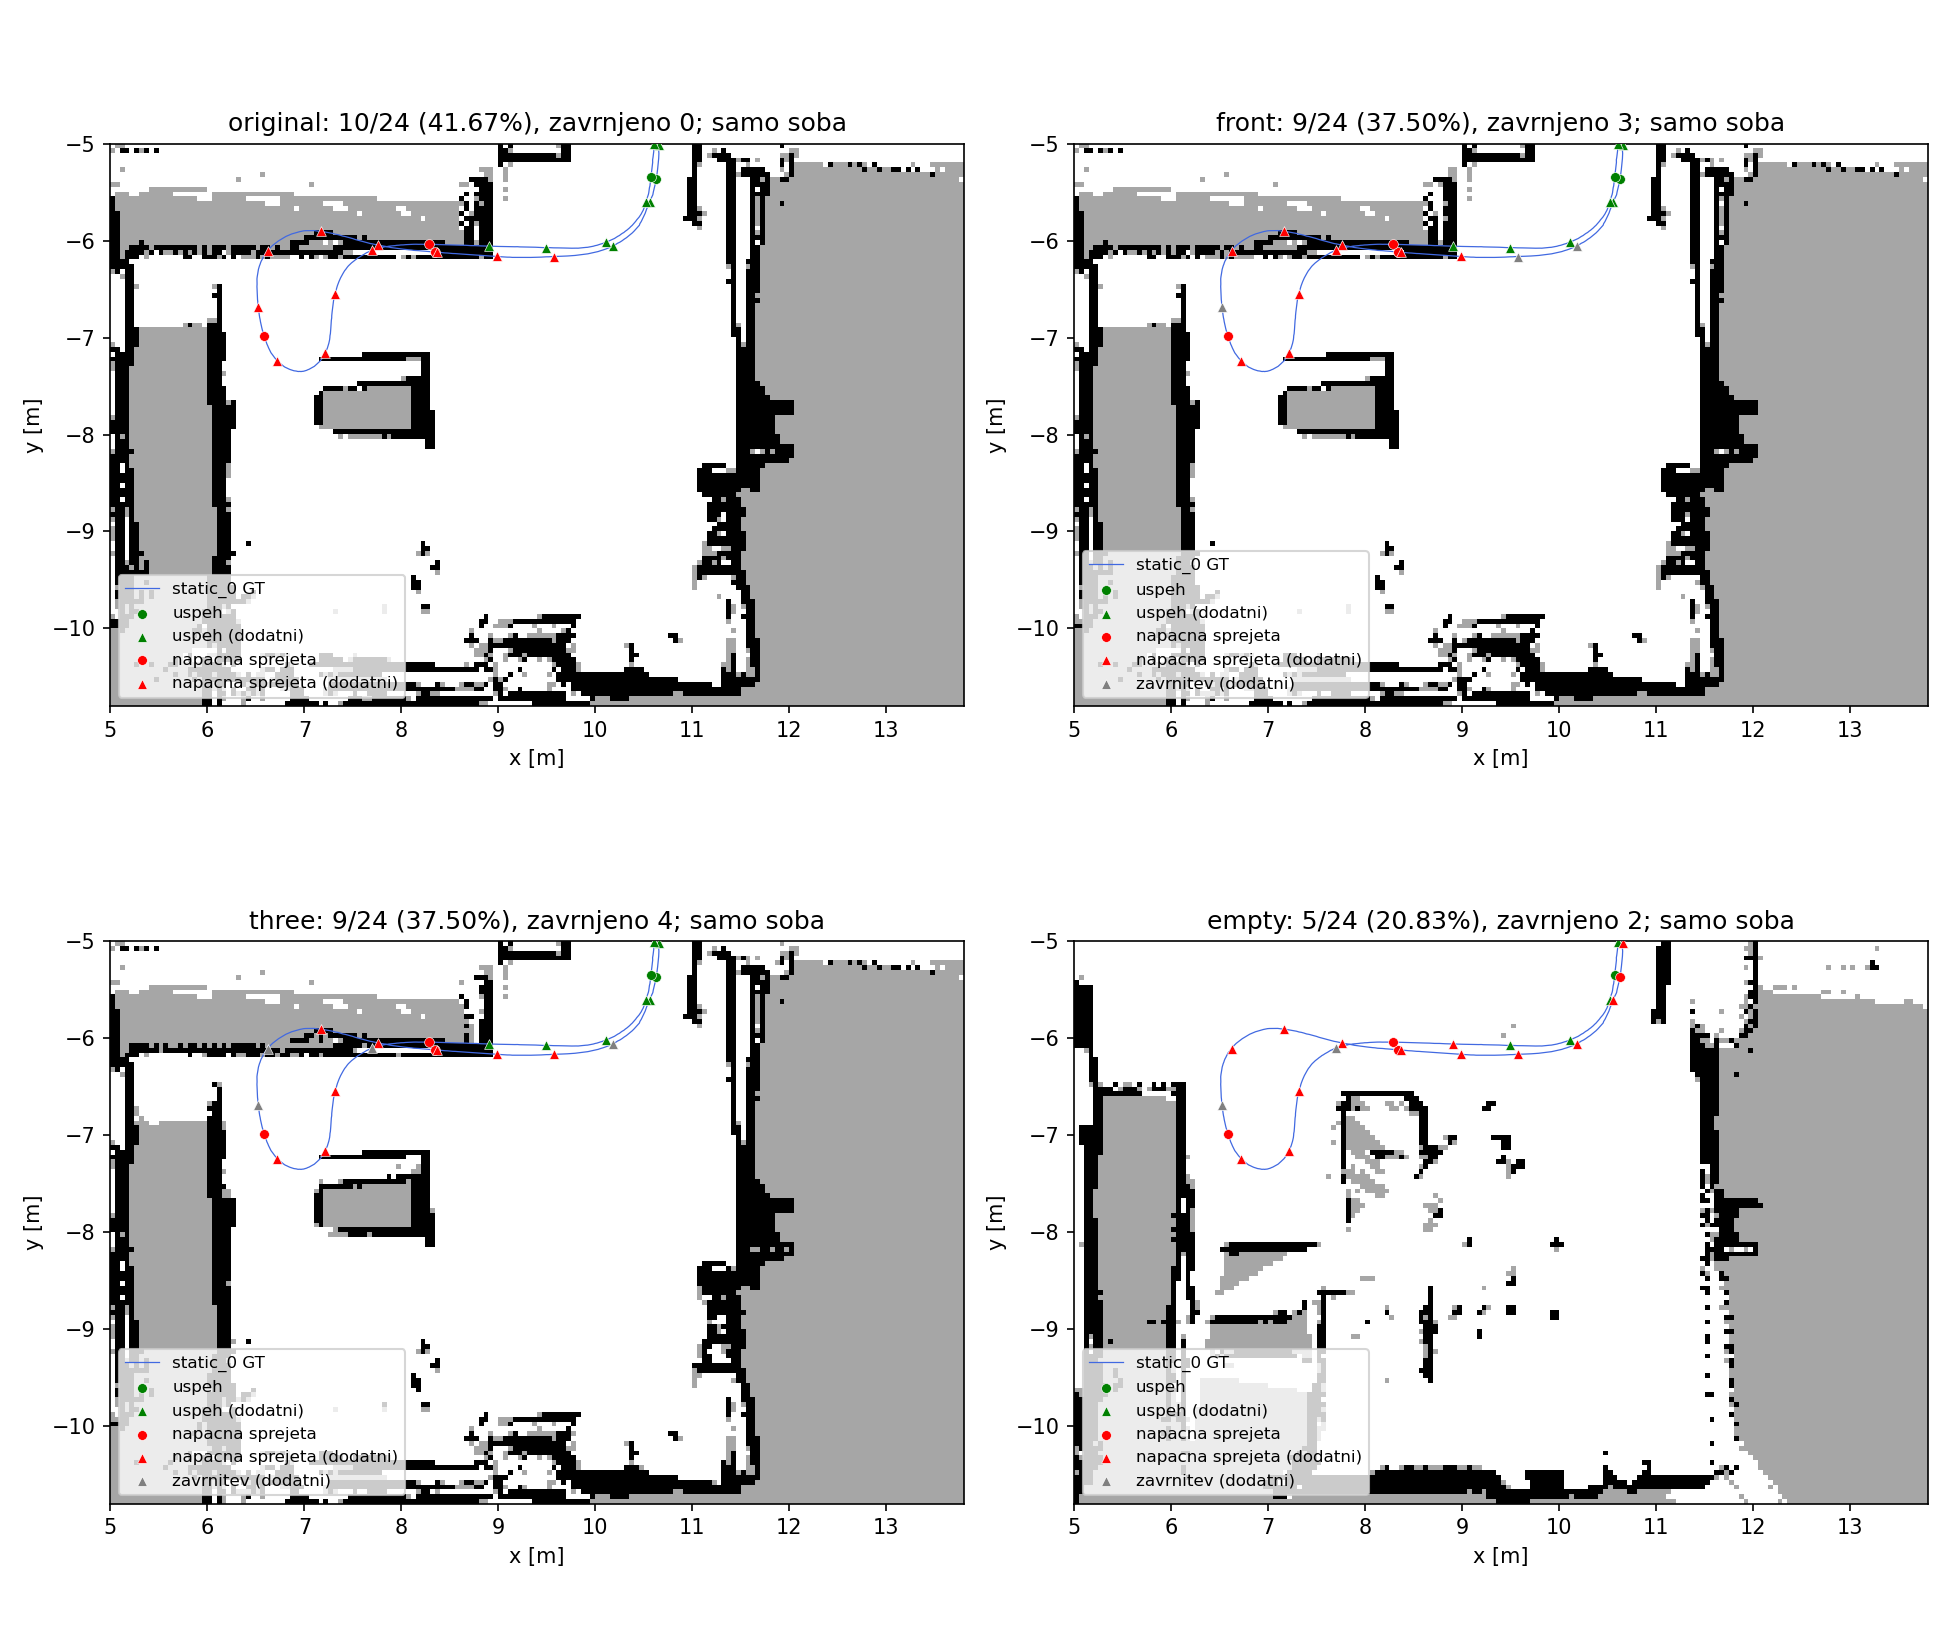 original: 10/24 (41.67%), zavrnjeno 0; samo soba
−5
−6
−7
−8
−9
−10
y [m]
static_0 GT
uspeh
uspeh (dodatni)
napacna sprejeta
napacna sprejeta (dodatni)
5 6 7 8 9 10 11 12 13
x [m]
front: 9/24 (37.50%), zavrnjeno 3; samo soba
−5
−6
−7
−8
−9
−10
y [m]
static_0 GT
uspeh
uspeh (dodatni)
napacna sprejeta
napacna sprejeta (dodatni)
zavrnitev (dodatni)
5 6 7 8 9 10 11 12 13
x [m]
three: 9/24 (37.50%), zavrnjeno 4; samo soba
−5
−6
−7
−8
−9
−10
y [m]
static_0 GT
uspeh
uspeh (dodatni)
napacna sprejeta
napacna sprejeta (dodatni)
zavrnitev (dodatni)
5 6 7 8 9 10 11 12 13
x [m]
empty: 5/24 (20.83%), zavrnjeno 2; samo soba
−5
−6
−7
−8
−9
−10
y [m]
static_0 GT
uspeh
uspeh (dodatni)
napacna sprejeta
napacna sprejeta (dodatni)
zavrnitev (dodatni)
5 6 7 8 9 10 11 12 13
x [m]